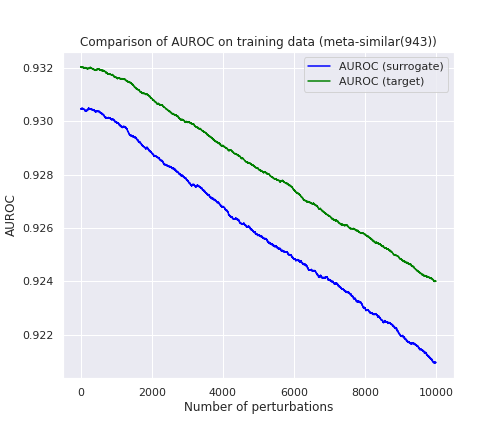 Comparison of AUROC on training data (meta-similar(943))
AUROC (surrogate)
AUROC (target)
AUROC
0.932
0.930
0.928
0.926
0.924
0.922
0 2000 4000 6000 8000 10000
Number of perturbations